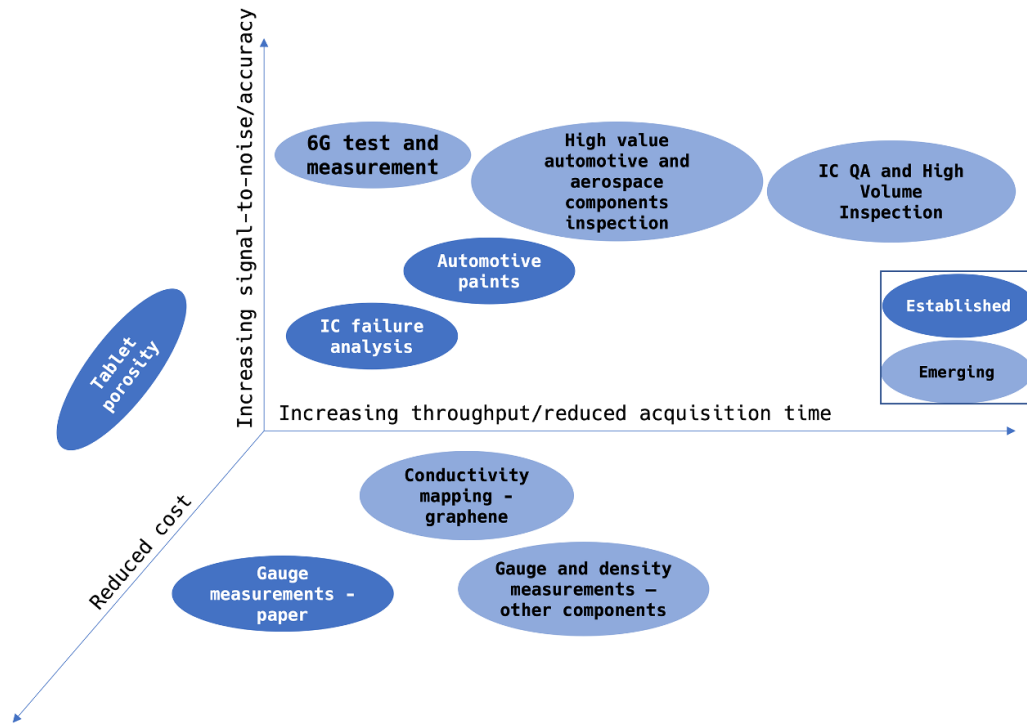 Increasing signal-to-noise/accuracy
6G test and
measurement
High value
automotive and
aerospace
components
inspection
IC QA and High
Volume
Inspection
Automotive
paints
IC failure
analysis
Established
Emerging
Tablet
porosity
Increasing throughput/reduced acquisition time
Reduced cost
Conductivity
mapping -
graphene
Gauge
measurements -
paper
Gauge and density
measurements –
other components